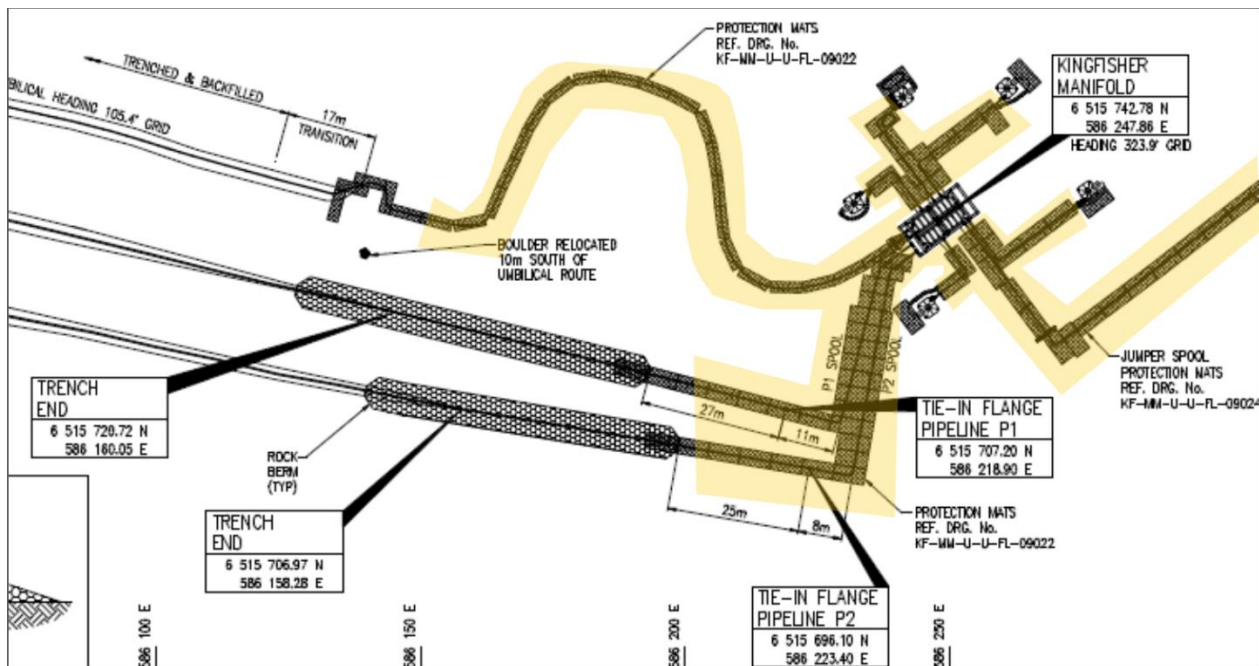 PROTECTION MATS
REF. DRG. No.
KF-MM-U-U-FL-09022
TRENCHED & BACKFILLED
BILICAL HEADING 105.4° GRID
17m
TRANSITION
KINGFISHER
MANIFOLD
6 515 742.78 N
586 247.86 E
HEADING 323.9° GRID
BOULDER RELOCATED
10m SOUTH OF
UMBILICAL ROUTE
P1 SPOOL
P2 SPOOL
JUMPER SPOOL
PROTECTION MATS
REF. DRG. No.
KF-MM-U-U-FL-09024
TRENCH
END
6 515 728.72 N
586 160.05 E
27m
11m
TIE-IN FLANGE
PIPELINE P1
6 515 707.20 N
586 218.90 E
ROCK
BERM
(TYP)
TRENCH
END
6 515 706.97 N
586 158.28 E
25m
8m
PROTECTION MATS
REF. DRG. No.
KF-MM-U-U-FL-09022
TIE-IN FLANGE
PIPELINE P2
6 515 696.10 N
586 223.40 E
586 100 E
586 150 E
586 200 E
586 250 E